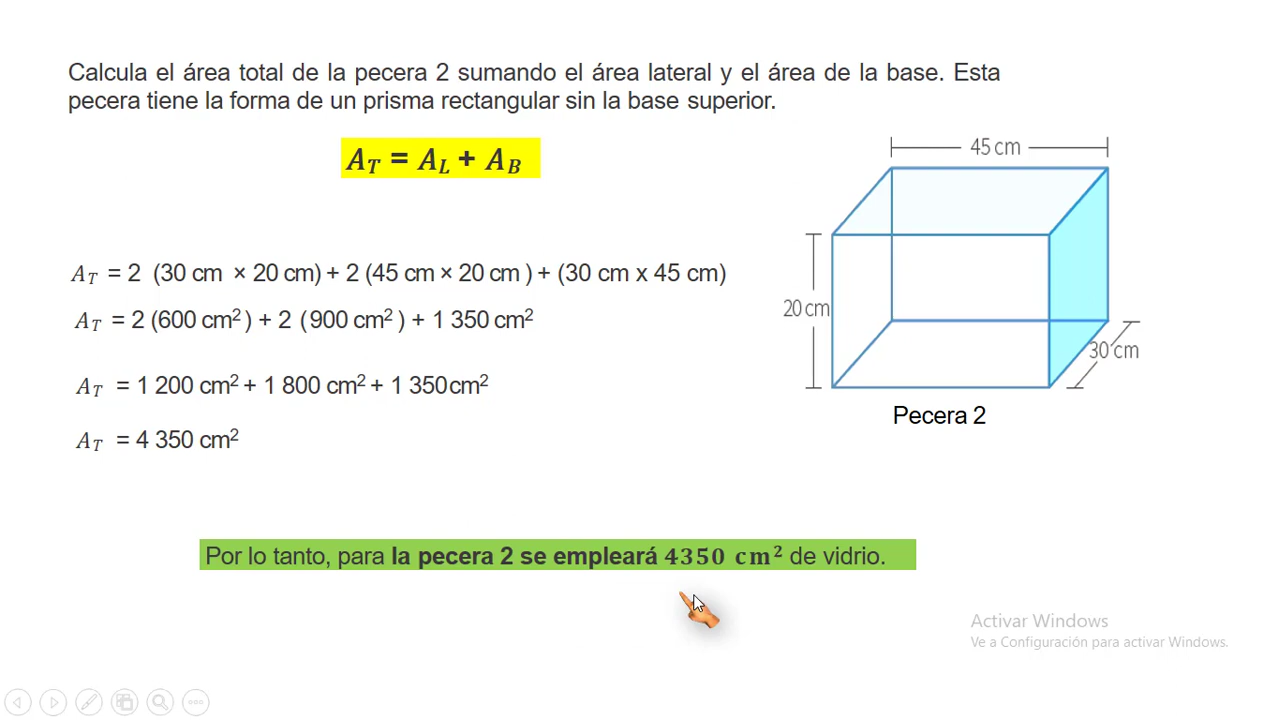 Calcula el área total de la pecera 2 sumando el área lateral y el área de la base. Esta
pecera tiene la forma de un prisma rectangular sin la base superior.
A_T = A_L + A_B
45 cm
A_T = 2 (30 cm × 20 cm) + 2 (45 cm × 20 cm ) + (30 cm x 45 cm)
A_T = 2 (600 cm² ) + 2 ( 900 cm² ) + 1 350 cm²
20 cm
30 cm
A_T = 1 200 cm² + 1 800 cm² + 1 350 cm²
Pecera 2
A_T = 4 350 cm²
Por lo tanto, para la pecera 2 se empleará 4350 cm² de vidrio.
Activar Windows
Ve a Configuración para activar Windows.